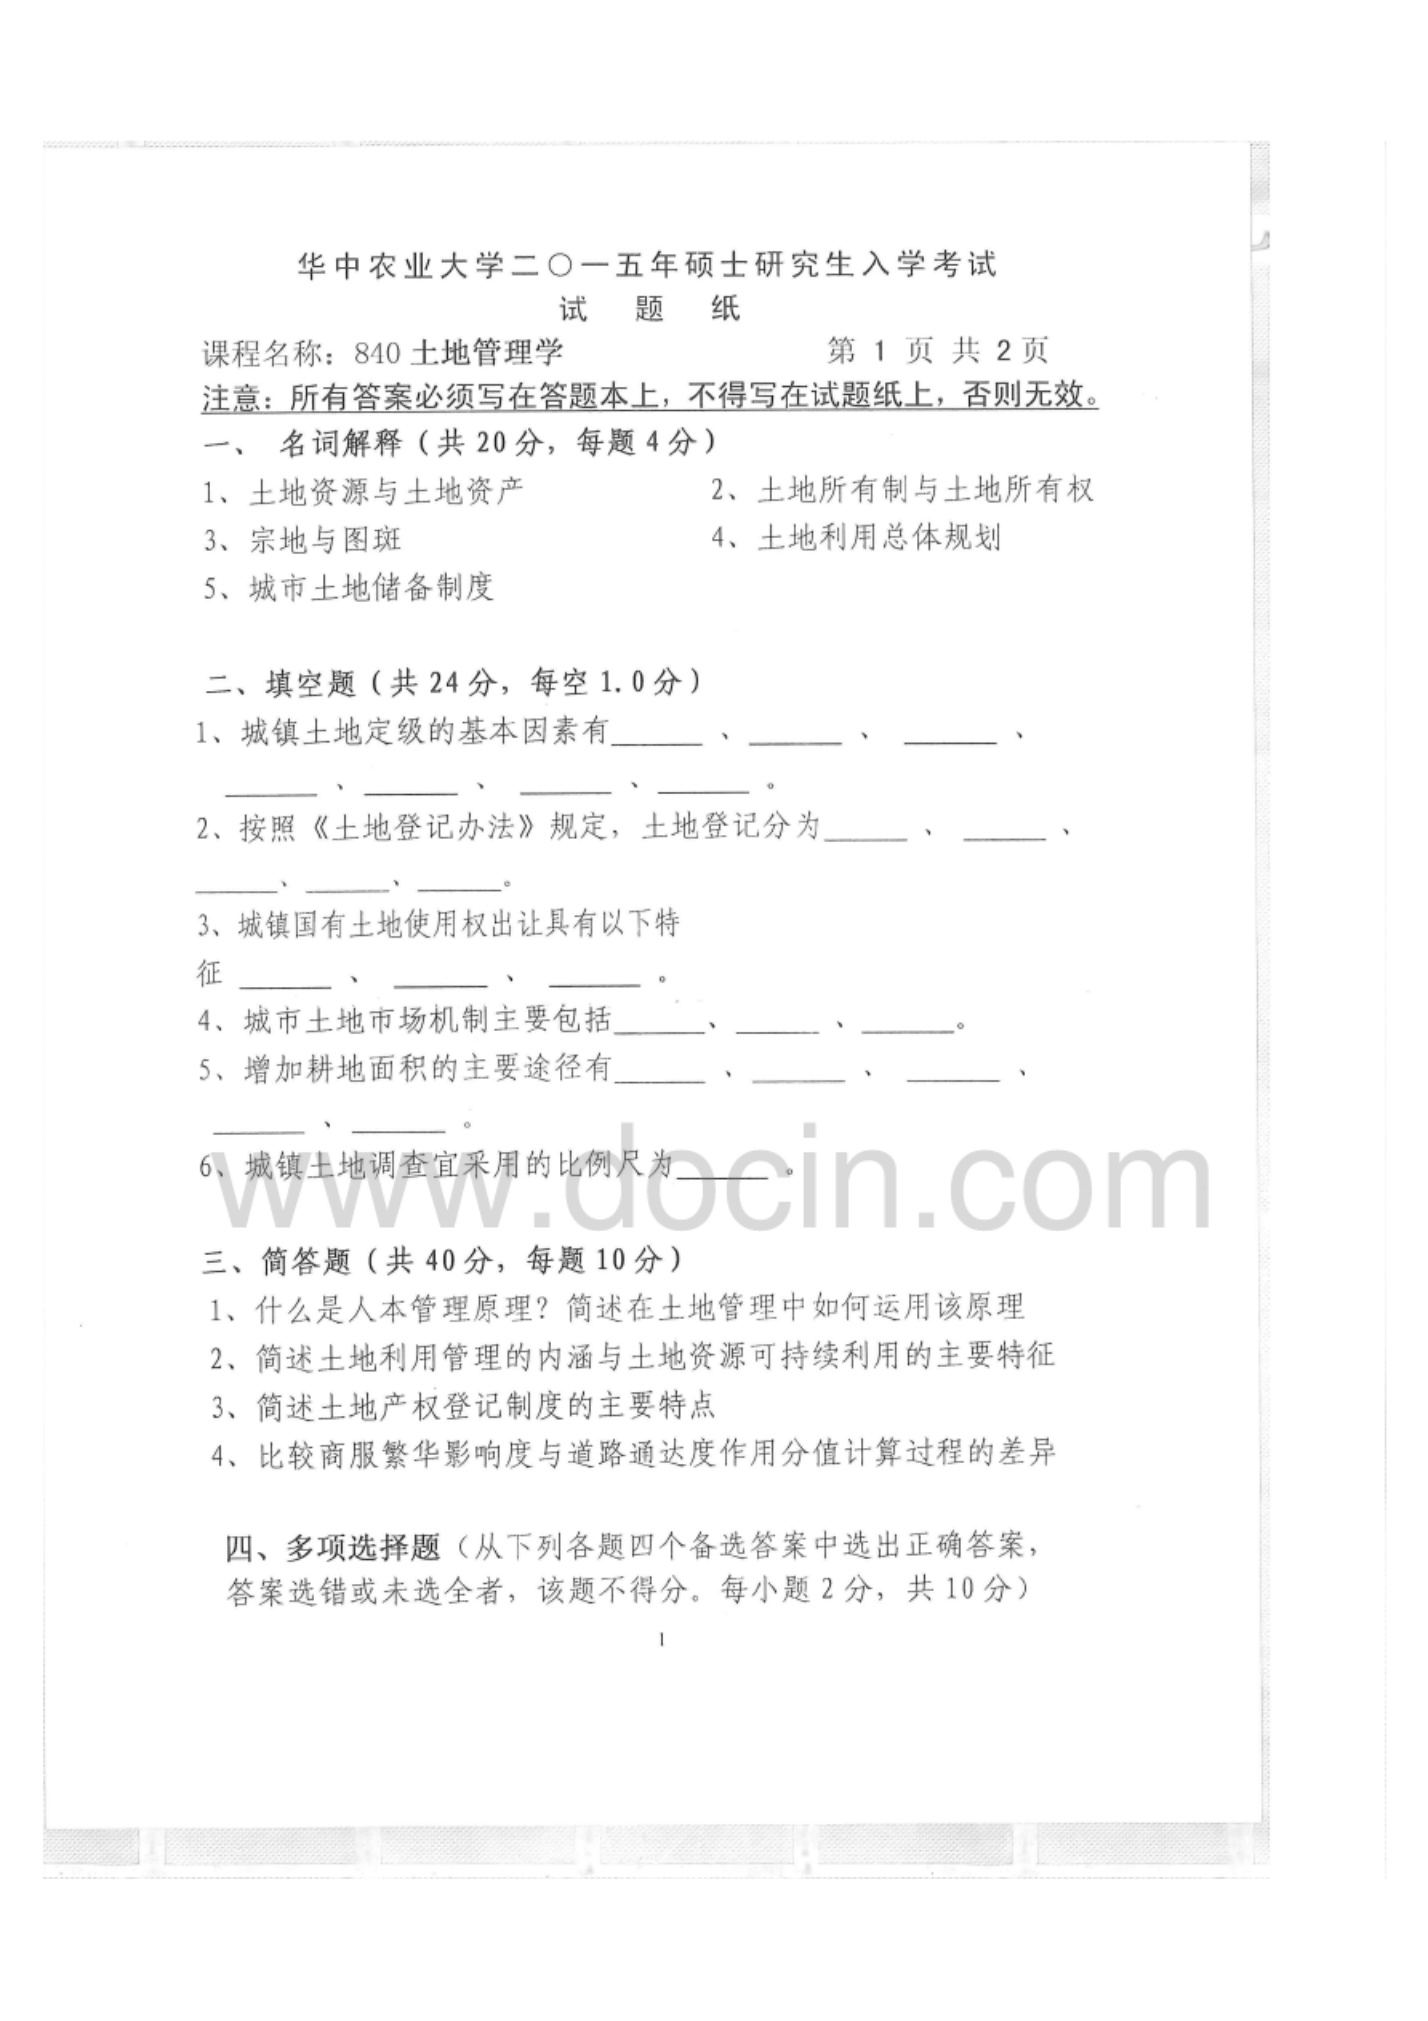 华中农业大学二〇一五年硕士研究生入学考试
试 题 纸
课程名称：840 土地管理学 第 1 页 共 2 页
注意：所有答案必须写在答题本上，不得写在试题纸上，否则无效。
一、 名词解释（共 20 分，每题 4 分）
1、土地资源与土地资产 2、土地所有制与土地所有权
3、宗地与图斑 4、土地利用总体规划
5、城市土地储备制度
二、填空题（共 24 分，每空 1.0 分）
1、城镇土地定级的基本因素有______、______、______、
______、______、______、______。
2、按照《土地登记办法》规定，土地登记分为______、______、
______、______、______。
3、城镇国有土地使用权出让具有以下特
征______、______、______。
4、城市土地市场机制主要包括______、______、______。
5、增加耕地面积的主要途径有______、______、______、
______、______。
6、城镇土地调查宜采用的比例尺为______。
www.docin.com
三、简答题（共 40 分，每题 10 分）
1、什么是人本管理原理？简述在土地管理中如何运用该原理
2、简述土地利用管理的内涵与土地资源可持续利用的主要特征
3、简述土地产权登记制度的主要特点
4、比较商服繁华影响度与道路通达度作用分值计算过程的差异
四、多项选择题（从下列各题四个备选答案中选出正确答案，
答案选错或未选全者，该题不得分。每小题 2 分，共 10 分）
1